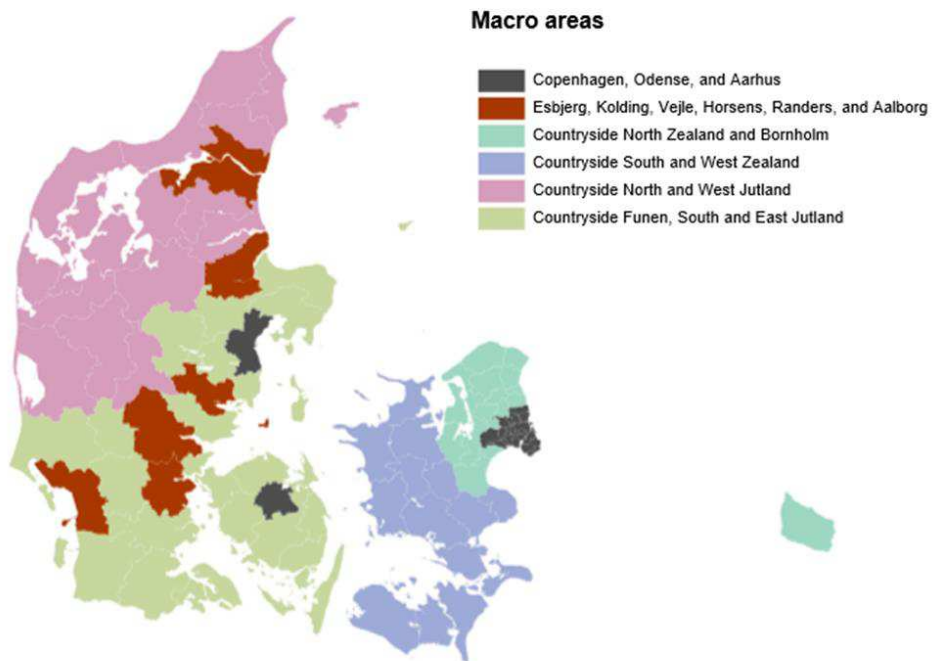 Macro areas
Copenhagen, Odense, and Aarhus
Esbjerg, Kolding, Vejle, Horsens, Randers, and Aalborg
Countryside North Zealand and Bornholm
Countryside South and West Zealand
Countryside North and West Jutland
Countryside Funen, South and East Jutland